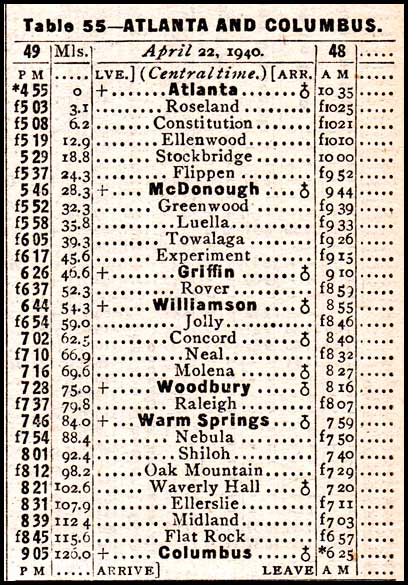 Table 55—ATLANTA AND COLUMBUS.
49 Mls. April 22, 1940. 48 .....
P M ..... LVE.] (Central time.) [ARR. A M .....
*4 55 0 +......Atlanta.......♁ 10 35 .....
f5 03 3.1 .........Roseland......... f1025 .....
f5 08 6.2 .......Constitution....... f1021 .....
f5 19 12.9 ........Ellenwood........ f1010 .....
5 29 18.8 .......Stockbridge....... 10 00 .....
f5 37 24.3 ..........Flippen.......... f9 52 .....
5 46 28.3 +....McDonough....♁ 9 44 .....
f5 52 32.3 .......Greenwood........ f9 39 .....
f5 58 35.8 ...........Luella........... f9 33 .....
f6 05 39.3 .........Towalaga........ f9 26 .....
f6 17 45.6 .......Experiment....... f9 15 .....
6 26 46.6 +.......Griffin.......♁ 9 10 .....
f6 37 52.3 ...........Rover........... f8 59 .....
6 44 54.3 +....Williamson....♁ 8 55 .....
f6 54 59.0 ............Jolly............ f8 46 .....
7 02 62.5 .........Concord......♁ 8 40 .....
f7 10 66.9 ............Neal............ f8 32 .....
7 16 69.6 .........Molena.......♁ 8 27 .....
7 28 75.0 +.....Woodbury.....♁ 8 16 .....
f7 37 79.8 .........Raleigh......... f8 07 .....
7 46 84.0 +...Warm Springs...♁ 7 59 .....
f7 54 88.4 .........Nebula.......... f7 50 .....
8 01 92.4 ..........Shiloh.......... 7 40 .....
f8 12 98.2 .....Oak Mountain..... f7 29 .....
8 21 102.6 ......Waverly Hall...♁ 7 20 .....
8 31 107.9 ........Ellerslie........ f7 11 .....
8 39 112 4 ........Midland......... f7 03 .....
f8 45 115.6 .......Flat Rock....... f6 57 .....
9 05 126.0 +.....Columbus.....♁ *6 25 .....
P M ..... ARRIVE] LEAVE A M .....